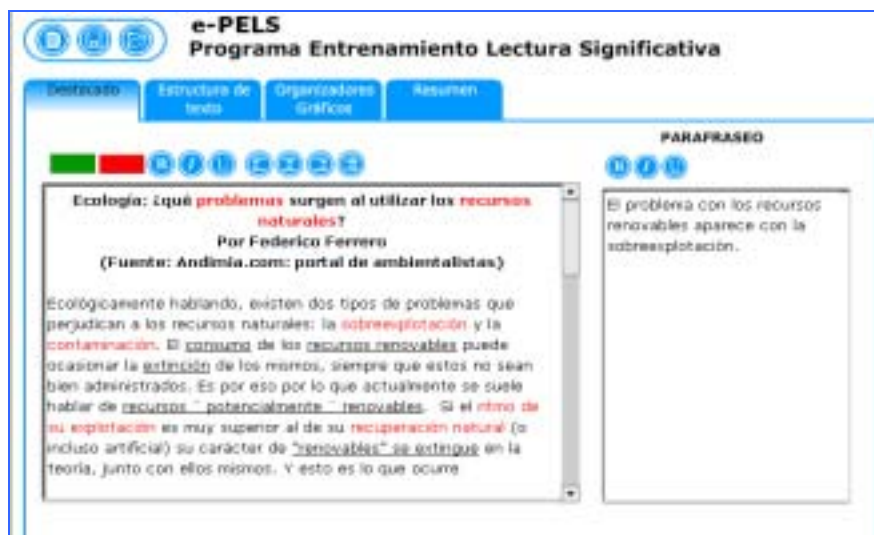 e-PELS
Programa Entrenamiento Lectura Significativa
Destacado
Estructura de
texto
Organizadores
Gráficos
Resumen
PARAFRASEO
Ecología: ¿qué problemas surgen al utilizar los recursos
naturales?
Por Federico Ferrero
(Fuente: Andimia.com: portal de ambientalistas)
Ecológicamente hablando, existen dos tipos de problemas que
perjudican a los recursos naturales: la sobreexplotación y la
contaminación. El consumo de los recursos renovables puede
ocasionar la extinción de los mismos, siempre que estos no sean
bien administrados. Es por eso por lo que actualmente se suele
hablar de recursos ¨ potencialmente ¨ renovables. Si el ritmo de
su explotación es muy superior al de su recuperación natural (o
incluso artificial) su carácter de "renovables" se extingue en la
teoría, junto con ellos mismos. Y esto es lo que ocurre
El problema con los recursos
renovables aparece con la
sobreexplotación.